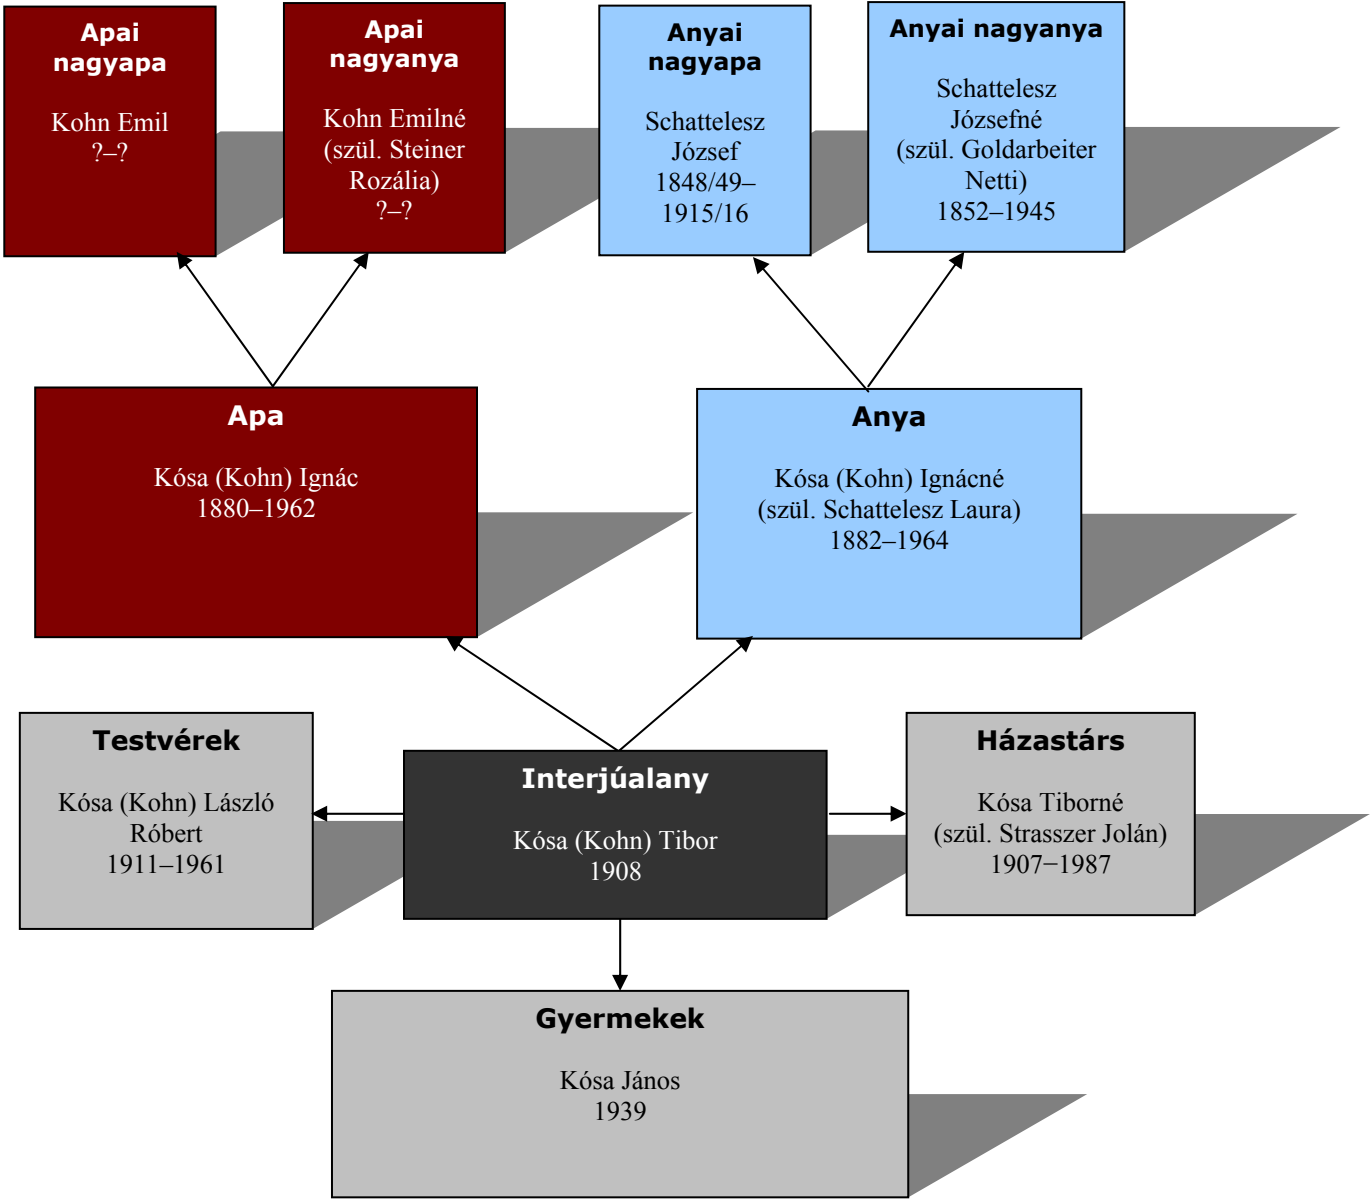 Apai
nagyapa
Kohn Emil
?–?
Apai
nagyanya
Kohn Emilné
(szül. Steiner
Rozália)
?–?
Anyai
nagyapa
Schattelesz
József
1848/49–
1915/16
Anyai nagyanya
Schattelesz
Józsefné
(szül. Goldarbeiter
Netti)
1852–1945
Apa
Kósa (Kohn) Ignác
1880–1962
Anya
Kósa (Kohn) Ignácné
(szül. Schattelesz Laura)
1882–1964
Testvérek
Kósa (Kohn) László
Róbert
1911–1961
Interjúalany
Kósa (Kohn) Tibor
1908
Házastárs
Kósa Tiborné
(szül. Strasszer Jolán)
1907−1987
Gyermekek
Kósa János
1939